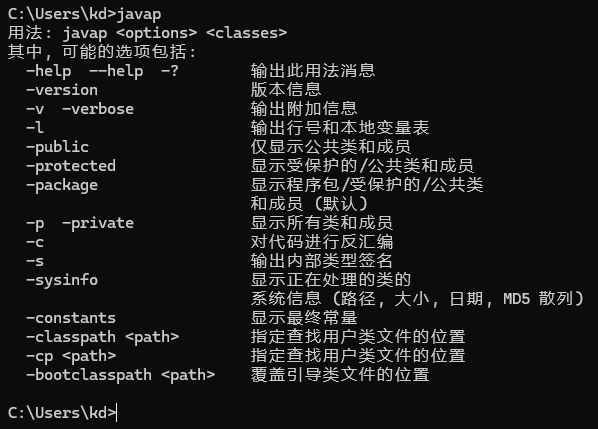 C:\Users\kd>javap
用法: javap <options> <classes>
其中, 可能的选项包括:
  -help  --help  -?        输出此用法消息
  -version                 版本信息
  -v  -verbose             输出附加信息
  -l                       输出行号和本地变量表
  -public                  仅显示公共类和成员
  -protected               显示受保护的/公共类和成员
  -package                 显示程序包/受保护的/公共类
                           和成员 (默认)
  -p  -private             显示所有类和成员
  -c                       对代码进行反汇编
  -s                       输出内部类型签名
  -sysinfo                 显示正在处理的类的
                           系统信息 (路径, 大小, 日期, MD5 散列)
  -constants               显示最终常量
  -classpath <path>        指定查找用户类文件的位置
  -cp <path>               指定查找用户类文件的位置
  -bootclasspath <path>    覆盖引导类文件的位置
C:\Users\kd>